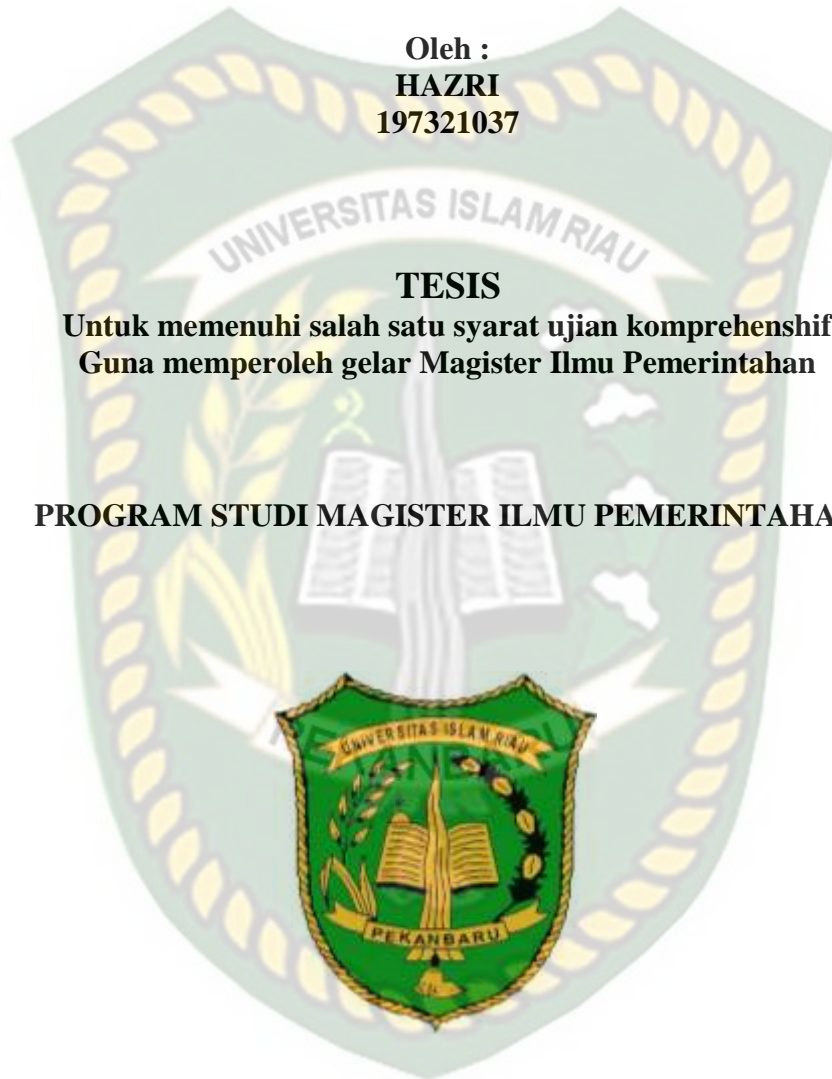 Oleh :
HAZRI
197321037
UNIVERSITAS ISLAM RIAU
TESIS
Untuk memenuhi salah satu syarat ujian komprehenshif
Guna memperoleh gelar Magister Ilmu Pemerintahan
PROGRAM STUDI MAGISTER ILMU PEMERINTAHA
PEKANBARU
UNIVERSITAS ISLAM RIAU
PEKANBARU